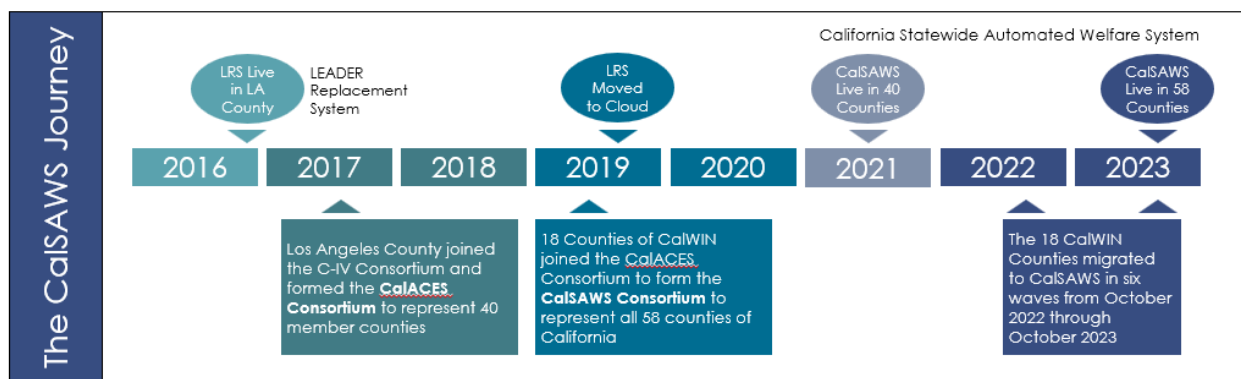 The CalSAWS Journey
California Statewide Automated Welfare System
LRS Live
in LA
County
LEADER
Replacement
System
LRS
Moved
to Cloud
CalSAWS
Live in 40
Counties
CalSAWS
Live in 58
Counties
2016
2017
2018
2019
2020
2021
2022
2023
Los Angeles County joined
the C-IV Consortium and
formed the CalACES
Consortium to represent 40
member counties
18 Counties of CalWIN
joined the CalACES
Consortium to form the
CalSAWS Consortium to
represent all 58 counties of
California
The 18 CalWIN
Counties migrated
to CalSAWS in six
waves from October
2022 through
October 2023